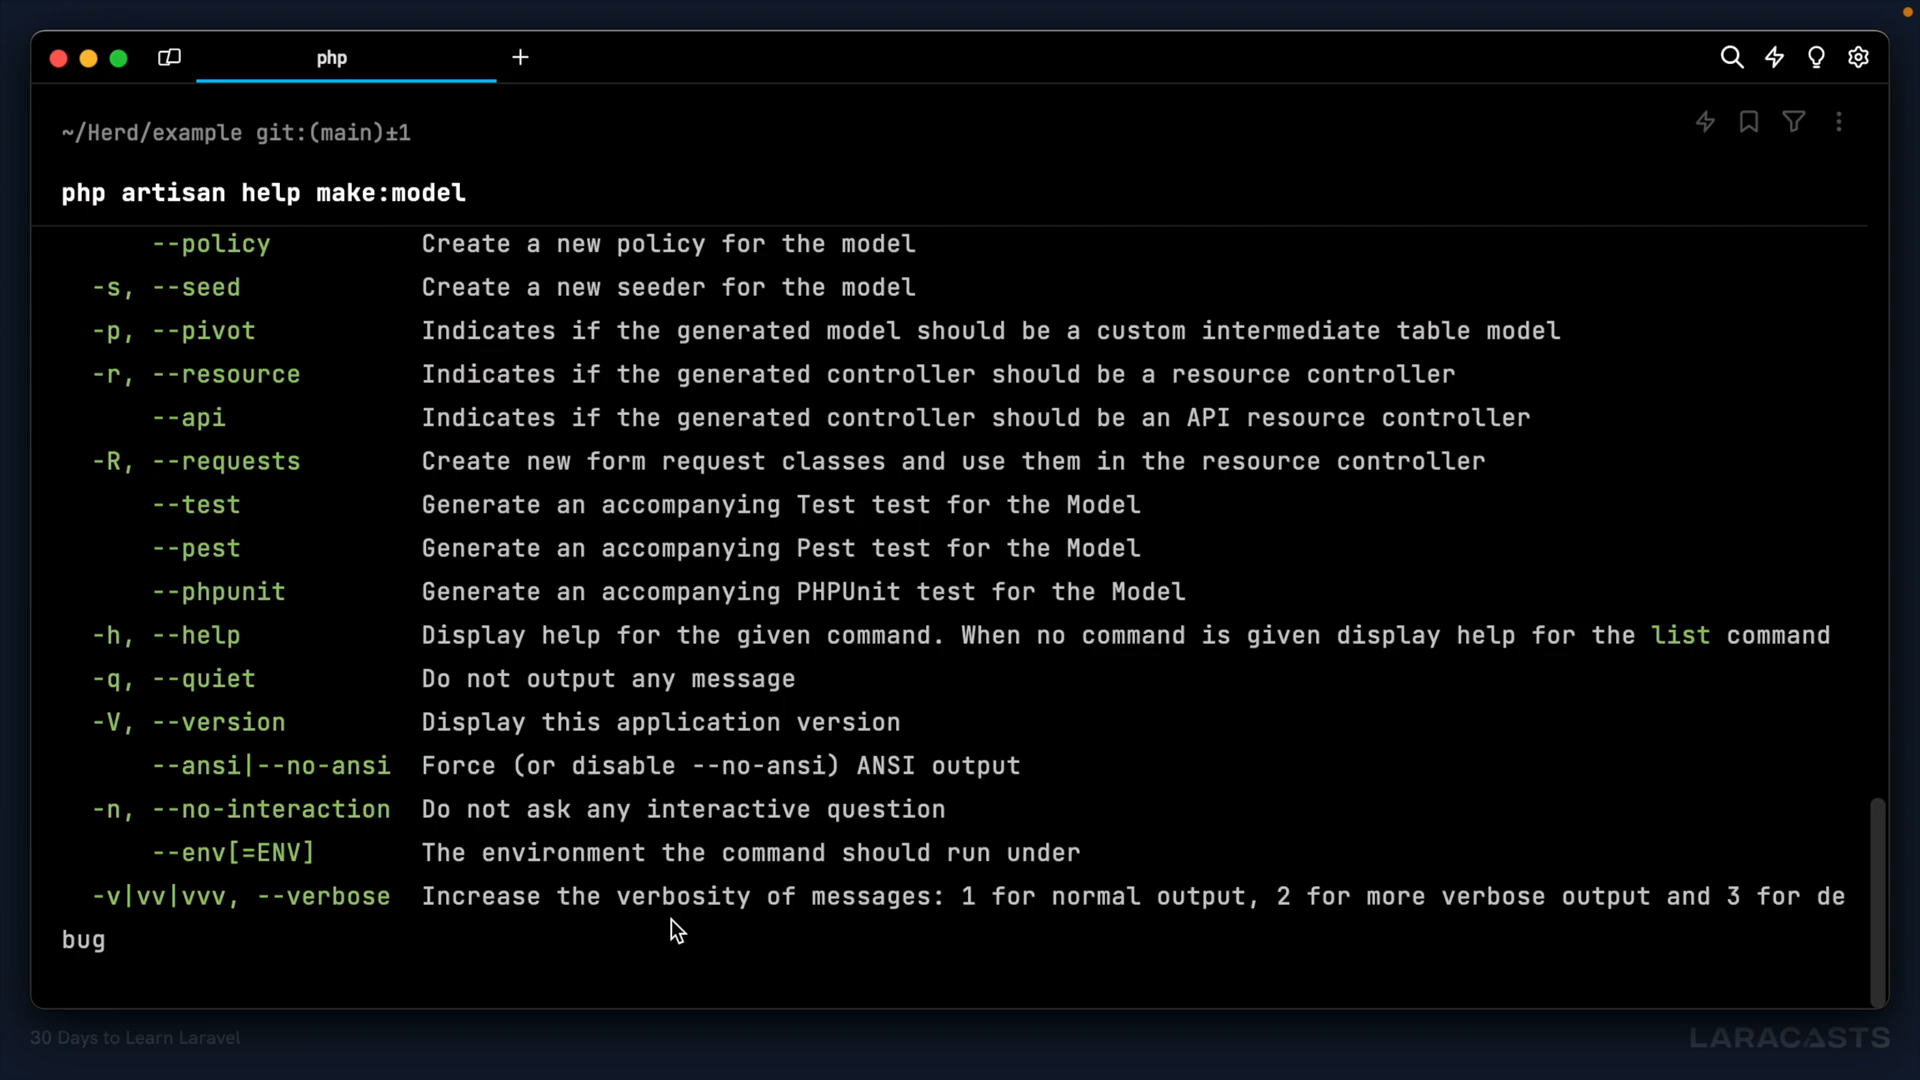 php
~/Herd/example git:(main)±1
php artisan help make:model
--policy Create a new policy for the model
-s, --seed Create a new seeder for the model
-p, --pivot Indicates if the generated model should be a custom intermediate table model
-r, --resource Indicates if the generated controller should be a resource controller
--api Indicates if the generated controller should be an API resource controller
-R, --requests Create new form request classes and use them in the resource controller
--test Generate an accompanying Test test for the Model
--pest Generate an accompanying Pest test for the Model
--phpunit Generate an accompanying PHPUnit test for the Model
-h, --help Display help for the given command. When no command is given display help for the list command
-q, --quiet Do not output any message
-V, --version Display this application version
--ansi|--no-ansi Force (or disable --no-ansi) ANSI output
-n, --no-interaction Do not ask any interactive question
--env[=ENV] The environment the command should run under
-v|vv|vvv, --verbose Increase the verbosity of messages: 1 for normal output, 2 for more verbose output and 3 for de
bug
30 Days to Learn Laravel
LARACASTS